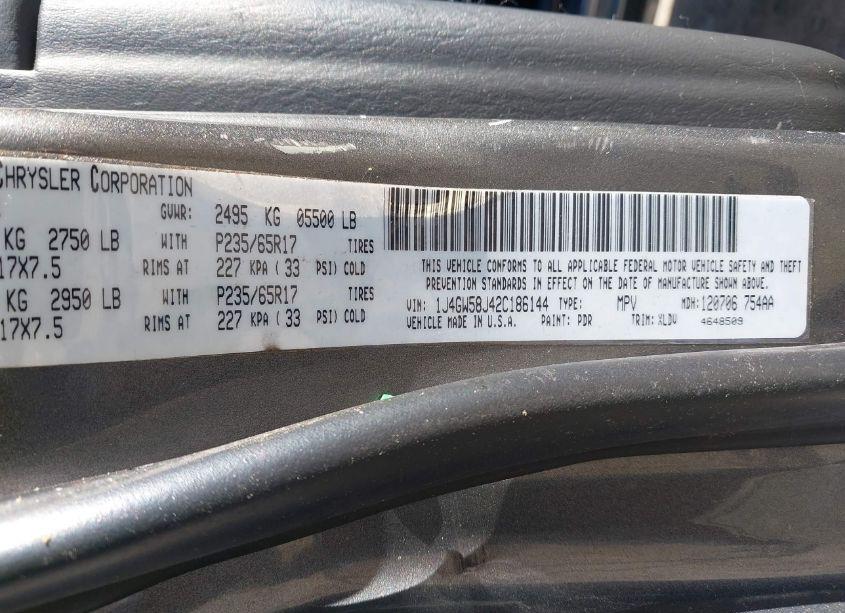 CHRYSLER CORPORATION
GVWR: 2495 KG 05500 LB
KG 2750 LB WITH P235/65R17 TIRES
17X7.5 RIMS AT 227 KPA ( 33 PSI) COLD
KG 2950 LB WITH P235/65R17 TIRES
17X7.5 RIMS AT 227 KPA ( 33 PSI) COLD
THIS VEHICLE CONFORMS TO ALL APPLICABLE FEDERAL MOTOR VEHICLE SAFETY AND THEFT
PREVENTION STANDARDS IN EFFECT ON THE DATE OF MANUFACTURE SHOWN ABOVE.
VIN: 1J4GW58J42C186144 TYPE: MPV MDH: 120706 754AA
VEHICLE MADE IN U.S.A. PAINT: PDR TRIM: XLDV 4648509